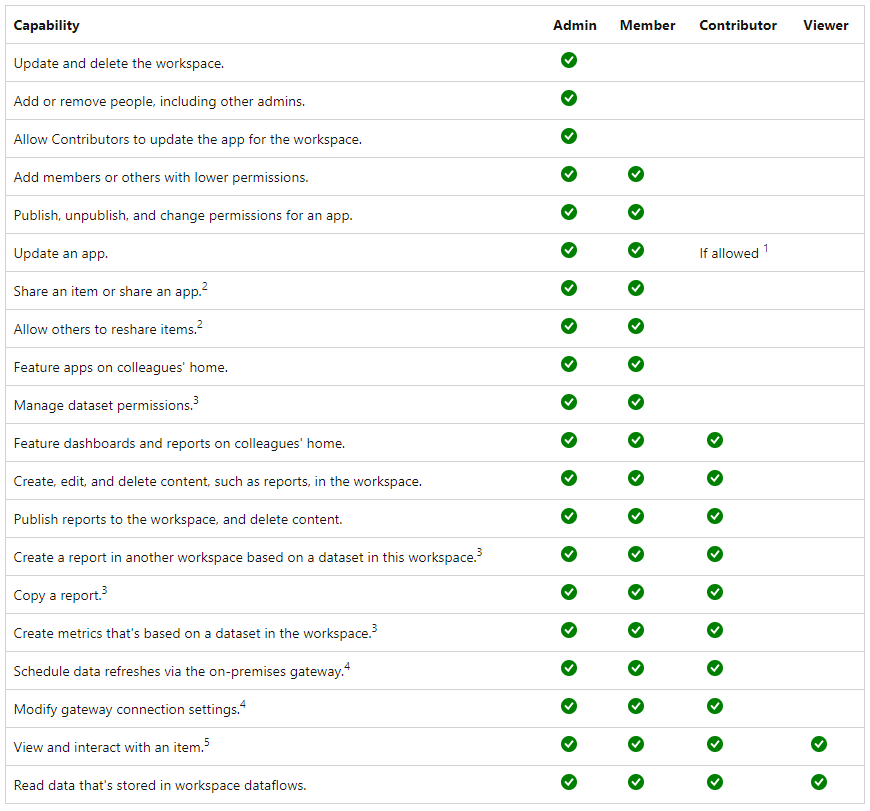 Capability Admin Member Contributor Viewer
Update and delete the workspace.
Add or remove people, including other admins.
Allow Contributors to update the app for the workspace.
Add members or others with lower permissions.
Publish, unpublish, and change permissions for an app.
Update an app. If allowed 1
Share an item or share an app.2
Allow others to reshare items.2
Feature apps on colleagues' home.
Manage dataset permissions.3
Feature dashboards and reports on colleagues' home.
Create, edit, and delete content, such as reports, in the workspace.
Publish reports to the workspace, and delete content.
Create a report in another workspace based on a dataset in this workspace.3
Copy a report.3
Create metrics that's based on a dataset in the workspace.3
Schedule data refreshes via the on-premises gateway.4
Modify gateway connection settings.4
View and interact with an item.5
Read data that's stored in workspace dataflows.